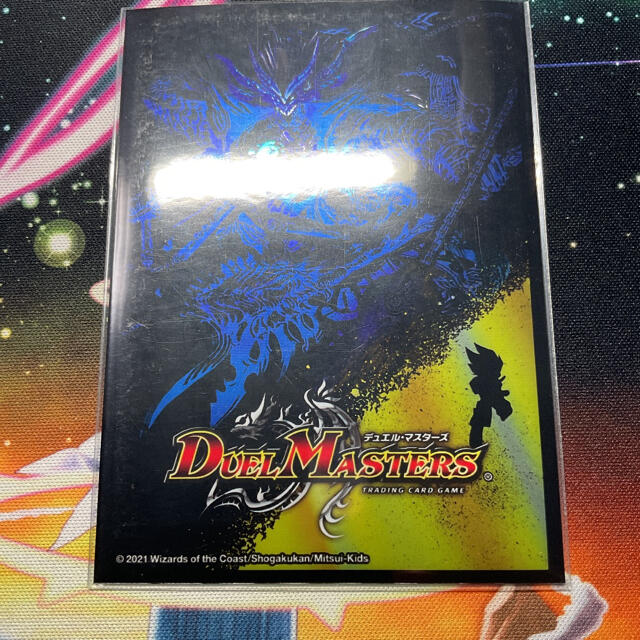 デュエル・マスターズ
DUEL MASTERS®
TRADING CARD GAME
© 2021 Wizards of the Coast/Shogakukan/Mitsui-Kids